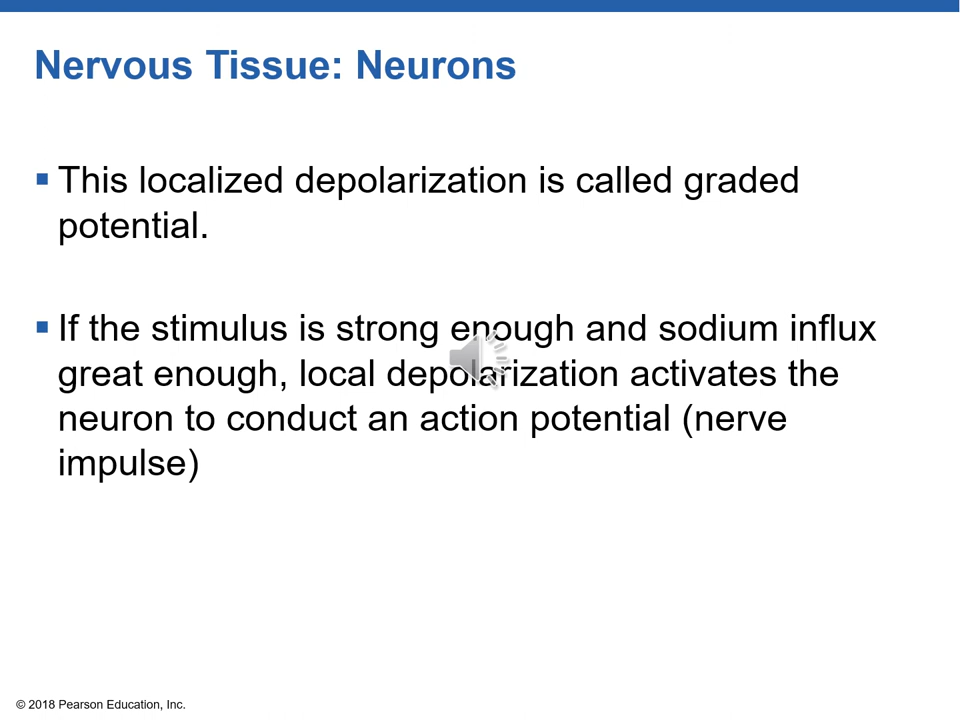 Nervous Tissue: Neurons
This localized depolarization is called graded
potential.
If the stimulus is strong enough and sodium influx
great enough, local depolarization activates the
neuron to conduct an action potential (nerve
impulse)
© 2018 Pearson Education, Inc.